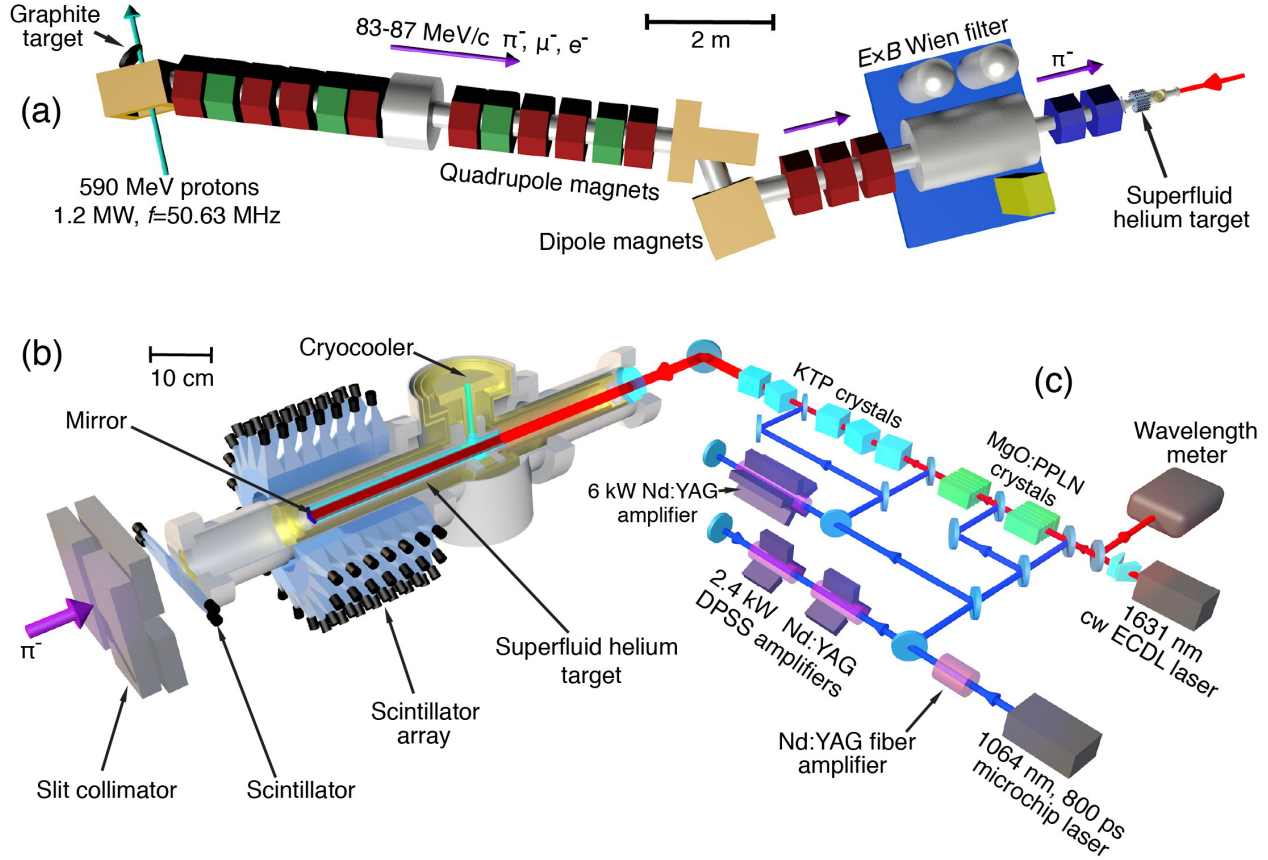 Graphite
target
83-87 MeV/c π⁻, μ⁻, e⁻
2 m
E×B Wien filter
π⁻
(a)
590 MeV protons
1.2 MW, f=50.63 MHz
Quadrupole magnets
Dipole magnets
Superfluid
helium target
(b)
10 cm
Cryocooler
Mirror
π⁻
Slit collimator
Scintillator
Scintillator
array
Superfluid helium
target
(c)
KTP crystals
MgO:PPLN
crystals
Wavelength
meter
6 kW Nd:YAG
amplifier
2.4 kW Nd:YAG
DPSS amplifiers
1631 nm
cw ECDL laser
Nd:YAG fiber
amplifier
1064 nm, 800 ps
microchip laser